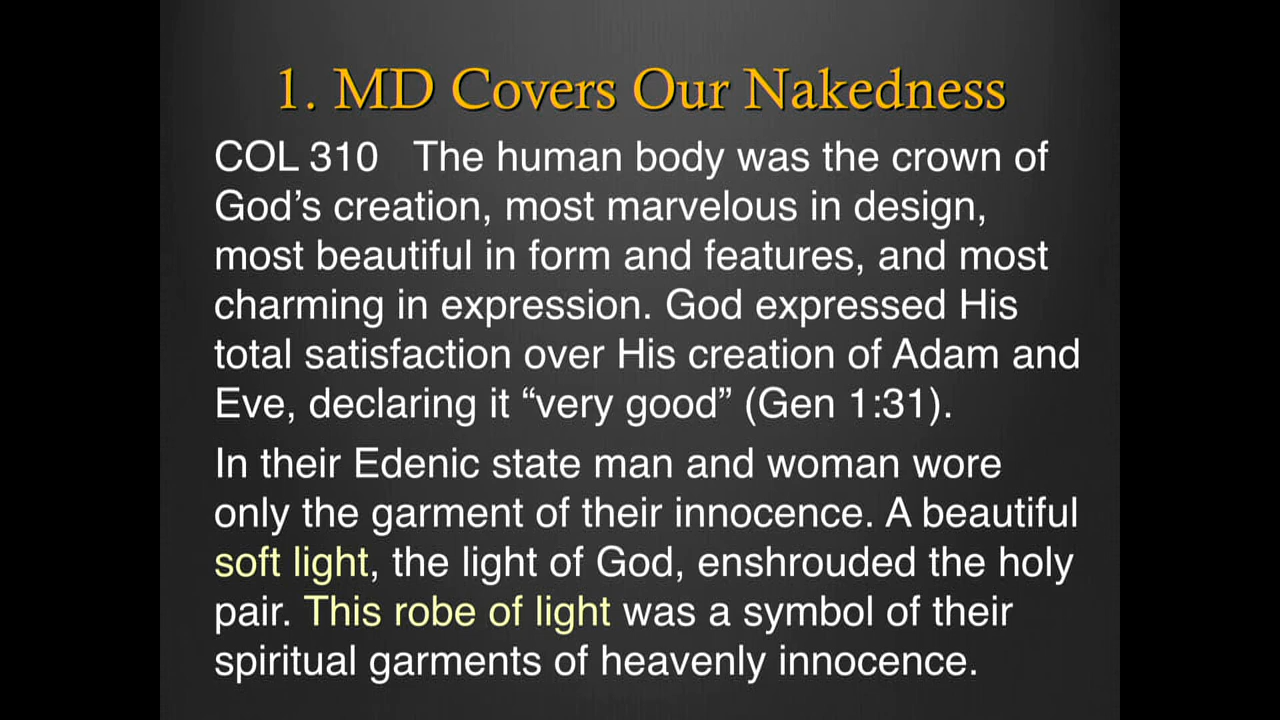 1. MD Covers Our Nakedness
COL 310 The human body was the crown of
God’s creation, most marvelous in design,
most beautiful in form and features, and most
charming in expression. God expressed His
total satisfaction over His creation of Adam and
Eve, declaring it “very good” (Gen 1:31).
In their Edenic state man and woman wore
only the garment of their innocence. A beautiful
soft light, the light of God, enshrouded the holy
pair. This robe of light was a symbol of their
spiritual garments of heavenly innocence.